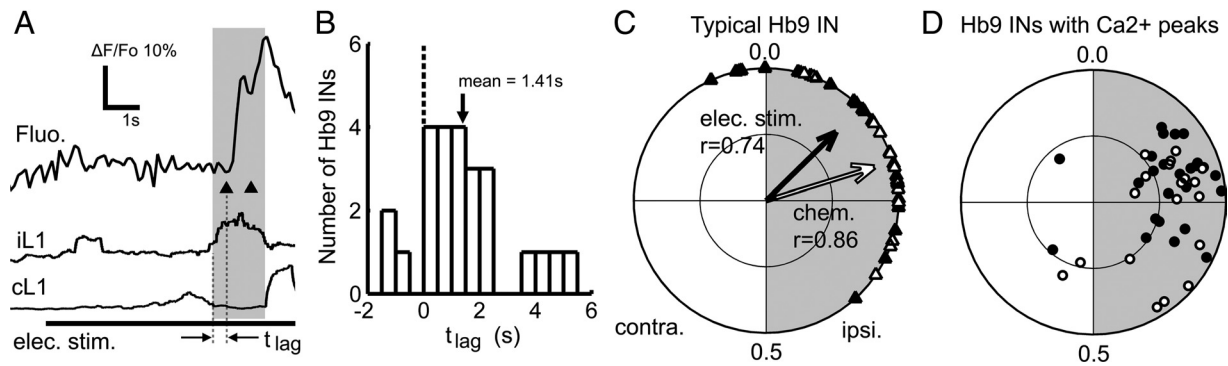 A
ΔF/Fo 10%
1s
Fluo.
iL1
cL1
elec. stim.
t lag
B
Number of Hb9 INs
6
4
2
0
-2
0
2
4
6
t lag (s)
mean = 1.41s
C
Typical Hb9 IN
0.0
elec. stim.
r=0.74
chem.
r=0.86
contra.
ipsi.
0.5
D
Hb9 INs with Ca2+ peaks
0.0
0.5